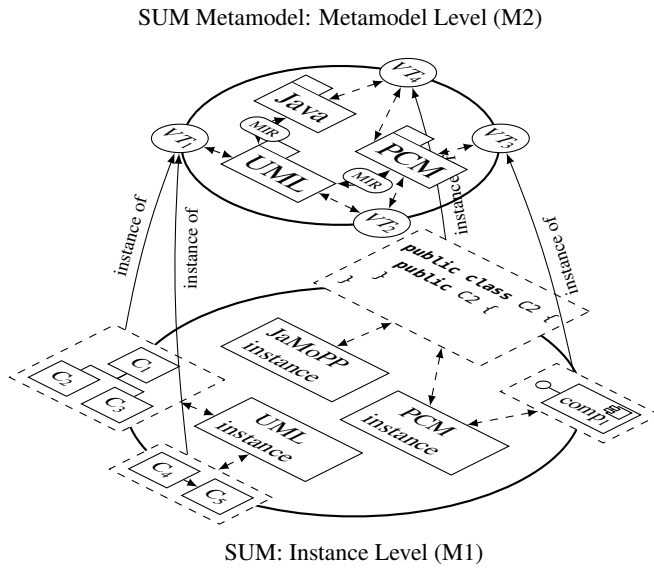 SUM Metamodel: Metamodel Level (M2)
VT4
Java
MIR
VT1
VT3
PCM
UML
MIR
VT2
instance of
instance of
instance of
public class C2 {
public C2 {
}
}
JaMoPP
instance
C1
C2
C3
comp1
PCM
instance
UML
instance
C4
C5
SUM: Instance Level (M1)